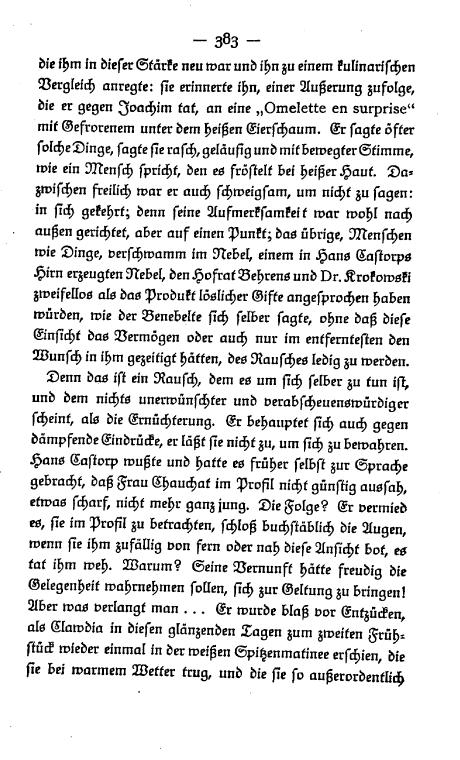 — 383 —
die ihm in dieser Stärke neu war und ihn zu einem kulinarischen
Vergleich anregte: sie erinnerte ihn, einer Äußerung zufolge,
die er gegen Joachim tat, an eine „Omelette en surprise“
mit Gefrorenem unter dem heißen Eierschaum. Er sagte öfter
solche Dinge, sagte sie rasch, geläufig und mit bewegter Stimme,
wie ein Mensch spricht, den es fröstelt bei heißer Haut. Da-
zwischen freilich war er auch schweigsam, um nicht zu sagen:
in sich gekehrt; denn seine Aufmerksamkeit war wohl nach
außen gerichtet, aber auf einen Punkt; das übrige, Menschen
wie Dinge, verschwamm im Nebel, einem in Hans Castorps
Hirn erzeugten Nebel, den Hofrat Behrens und Dr. Krokowski
zweifellos als das Produkt löslicher Gifte angesprochen haben
würden, wie der Benebelte sich selber sagte, ohne daß diese
Einsicht das Vermögen oder auch nur im entferntesten den
Wunsch in ihm gezeitigt hätten, des Rausches ledig zu werden.
Denn das ist ein Rausch, dem es um sich selber zu tun ist,
und dem nichts unerwünschter und verabscheuenswürdiger
scheint, als die Ernüchterung. Er behauptet sich auch gegen
dämpfende Eindrücke, er läßt sie nicht zu, um sich zu bewahren.
Hans Castorp wußte und hatte es früher selbst zur Sprache
gebracht, daß Frau Chauchat im Profil nicht günstig aussah,
etwas scharf, nicht mehr ganz jung. Die Folge? Er vermied
es, sie im Profil zu betrachten, schloß buchstäblich die Augen,
wenn sie ihm zufällig von fern oder nah diese Ansicht bot, es
tat ihm weh. Warum? Seine Vernunft hätte freudig die
Gelegenheit wahrnehmen sollen, sich zur Geltung zu bringen!
Aber was verlangt man ... Er wurde blaß vor Entzücken,
als Clawdia in diesen glänzenden Tagen zum zweiten Früh-
stück wieder einmal in der weißen Spitzenmatinee erschien, die
sie bei warmem Wetter trug, und die sie so außerordentlich